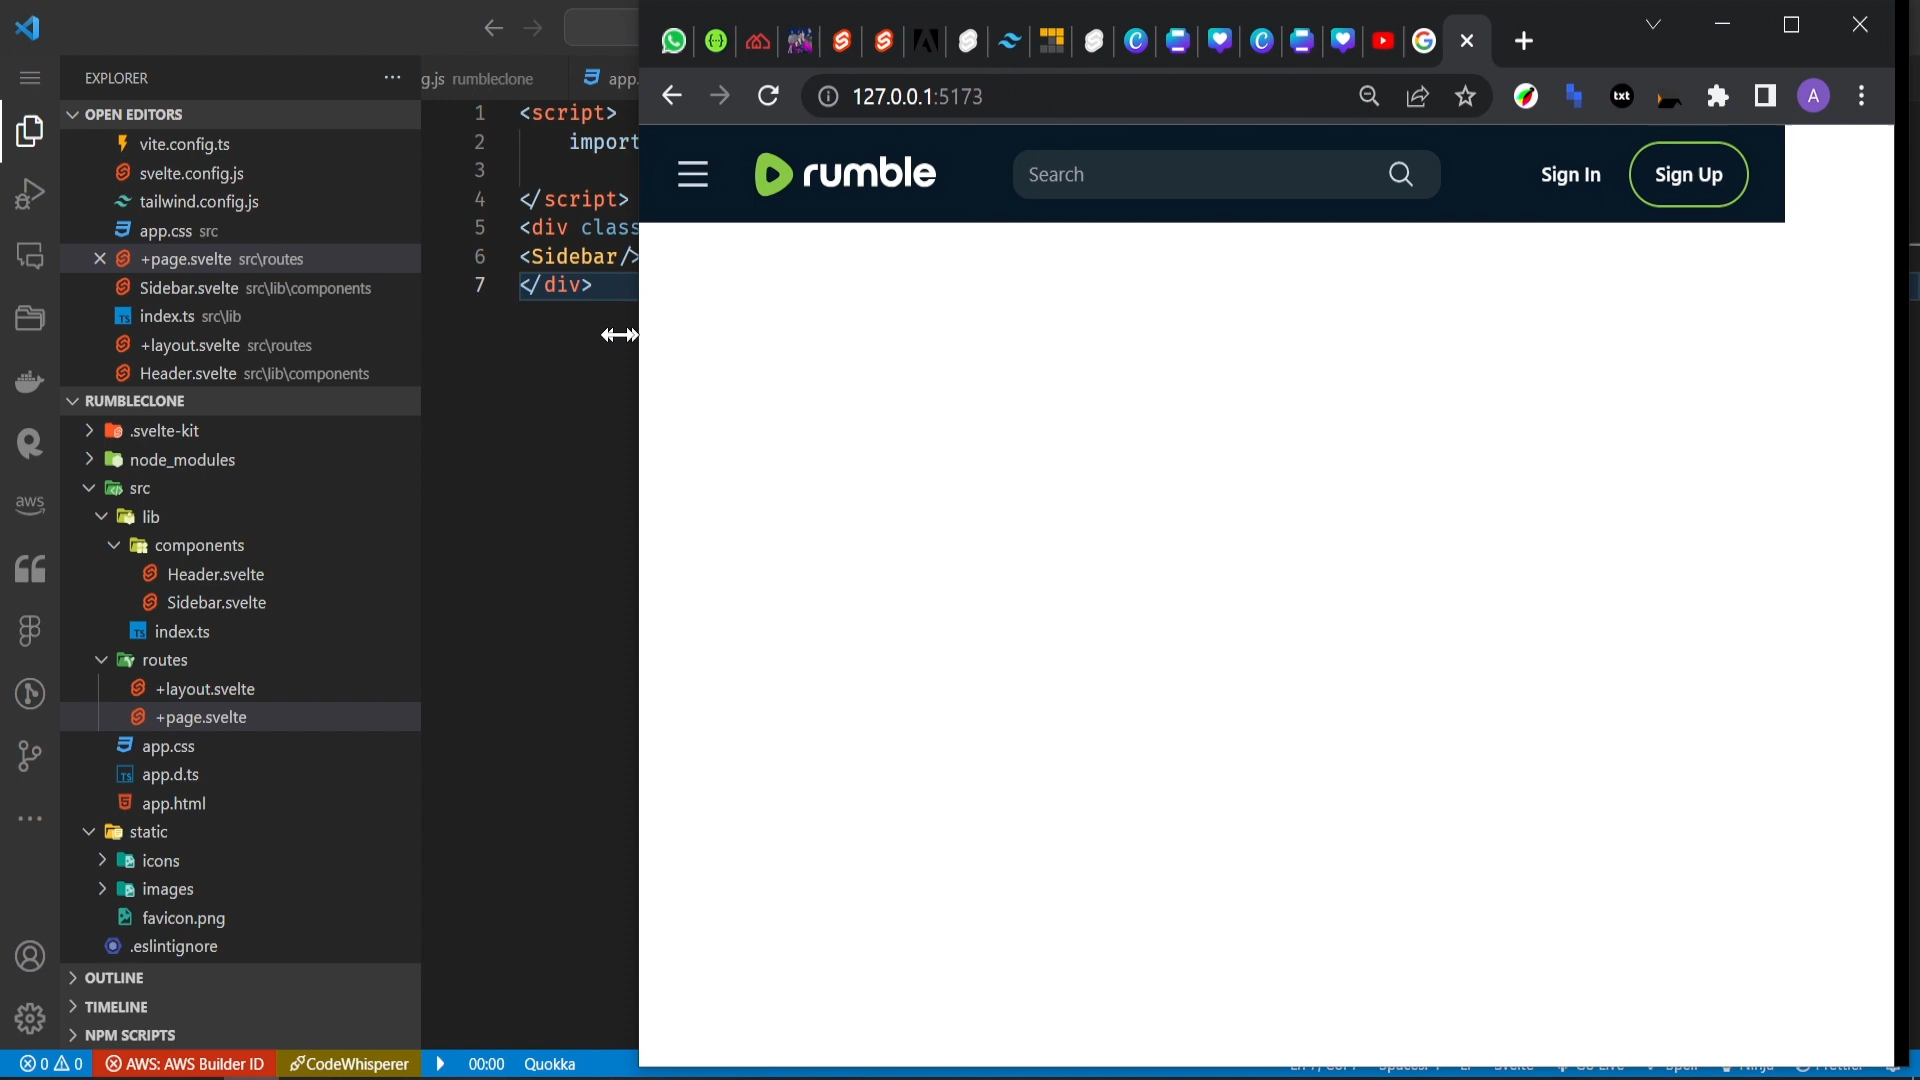 EXPLORER
OPEN EDITORS
vite.config.ts
svelte.config.js
tailwind.config.js
app.css src
+page.svelte src\routes
Sidebar.svelte src\lib\components
index.ts src\lib
+layout.svelte src\routes
Header.svelte src\lib\components
RUMBLECLONE
.svelte-kit
node_modules
src
lib
components
Header.svelte
Sidebar.svelte
index.ts
routes
+layout.svelte
+page.svelte
app.css
app.d.ts
app.html
static
icons
images
favicon.png
.eslintignore
OUTLINE
TIMELINE
NPM SCRIPTS
aws
g.js rumbleclone
app.
1 <script>
2 import
3
4 </script>
5 <div class
6 <Sidebar/>
7 </div>
127.0.0.1:5173
txt
A
rumble
Search
Sign In
Sign Up
0 0
AWS: AWS Builder ID
CodeWhisperer
00:00
Quokka